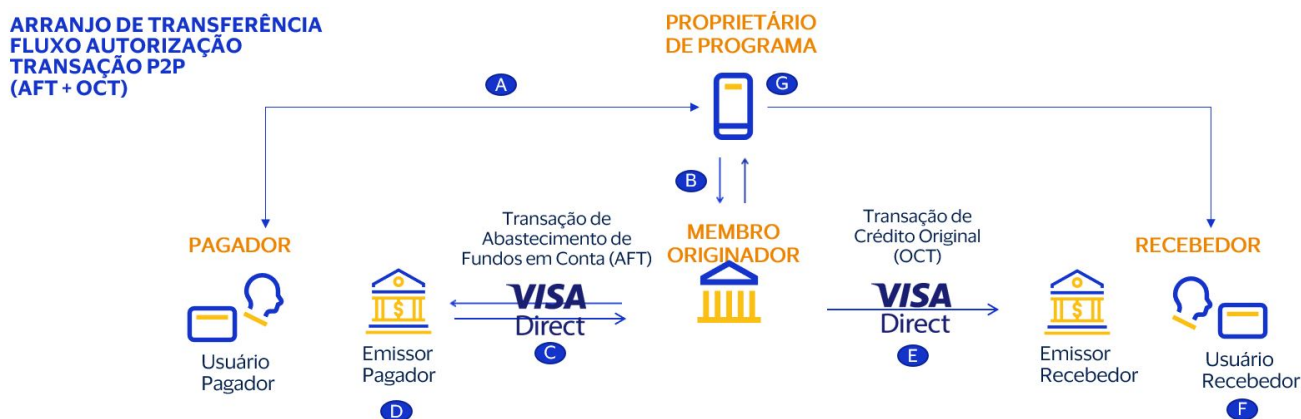 ARRANJO DE TRANSFERÊNCIA
FLUXO AUTORIZAÇÃO
TRANSAÇÃO P2P
(AFT + OCT)
PROPRIETÁRIO
DE PROGRAMA
A
G
B
PAGADOR
Transação de
Abastecimento de
Fundos em Conta (AFT)
MEMBRO
ORIGINADOR
Transação de
Crédito Original
(OCT)
RECEBEDOR
VISA
Direct
VISA
Direct
Usuário
Pagador
Emissor
Pagador
C
E
Emissor
Recebedor
Usuário
Recebedor
D
F